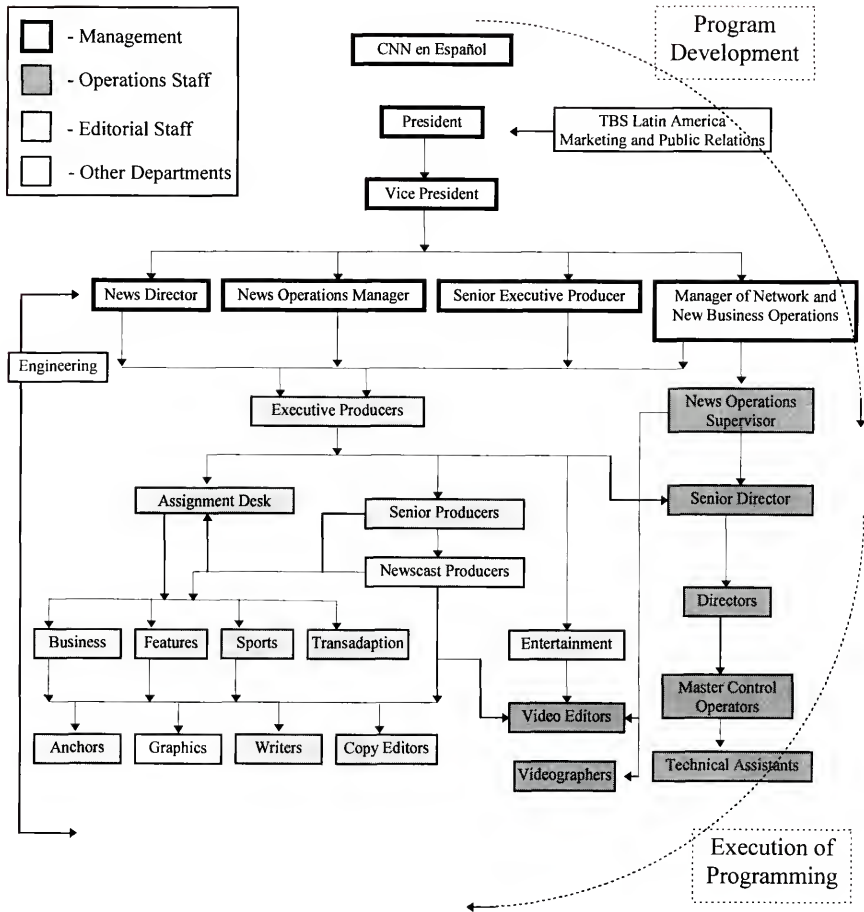 - Management
- Operations Staff
- Editorial Staff
- Other Departments
Program
Development
CNN en Español
President
TBS Latin America
Marketing and Public Relations
Vice President
News Director
News Operations Manager
Senior Executive Producer
Manager of Network and
New Business Operations
Engineering
Executive Producers
News Operations
Supervisor
Assignment Desk
Senior Producers
Senior Director
Newscast Producers
Directors
Business
Features
Sports
Transadaption
Entertainment
Master Control
Operators
Video Editors
Anchors
Graphics
Writers
Copy Editors
Videographers
Technical Assistants
Execution of
Programming